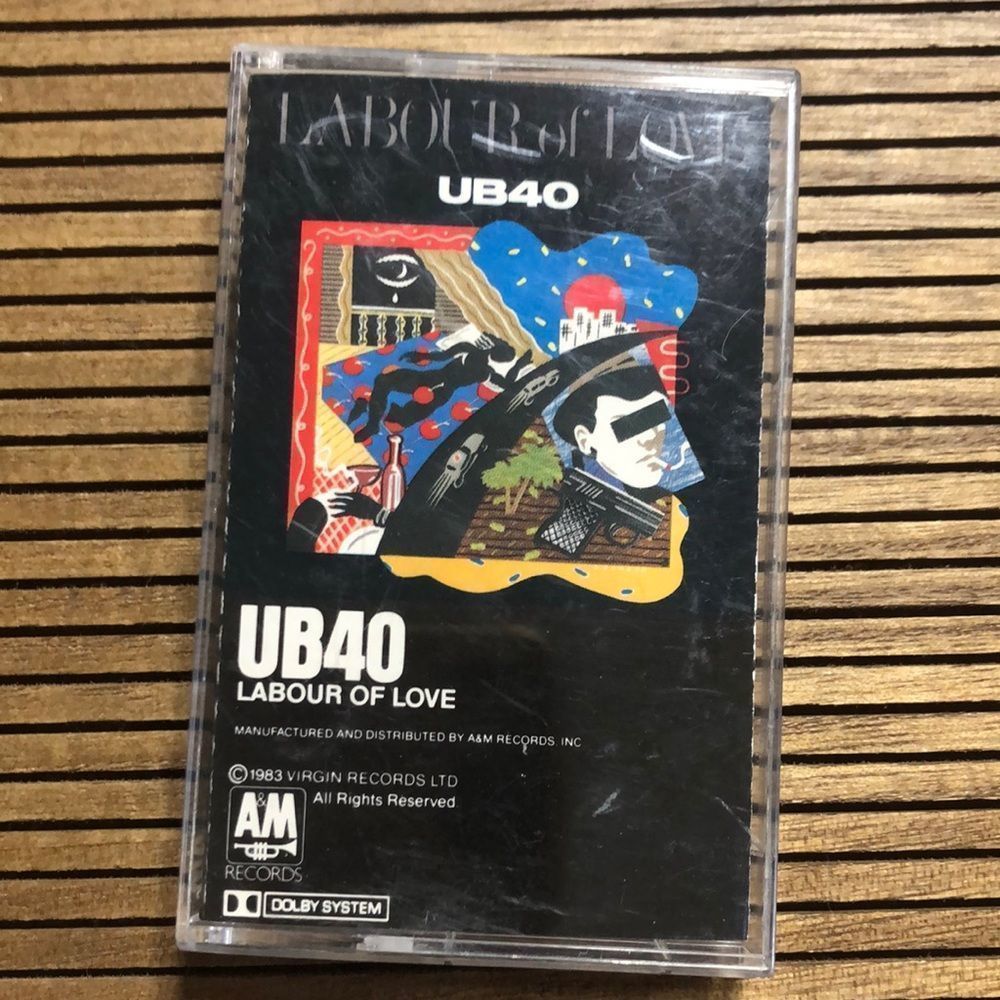 LABOUR of LOVE
UB40
UB40
LABOUR OF LOVE
MANUFACTURED AND DISTRIBUTED BY A&M RECORDS, INC
©1983 VIRGIN RECORDS LTD
All Rights Reserved
A&M
RECORDS
DOLBY SYSTEM